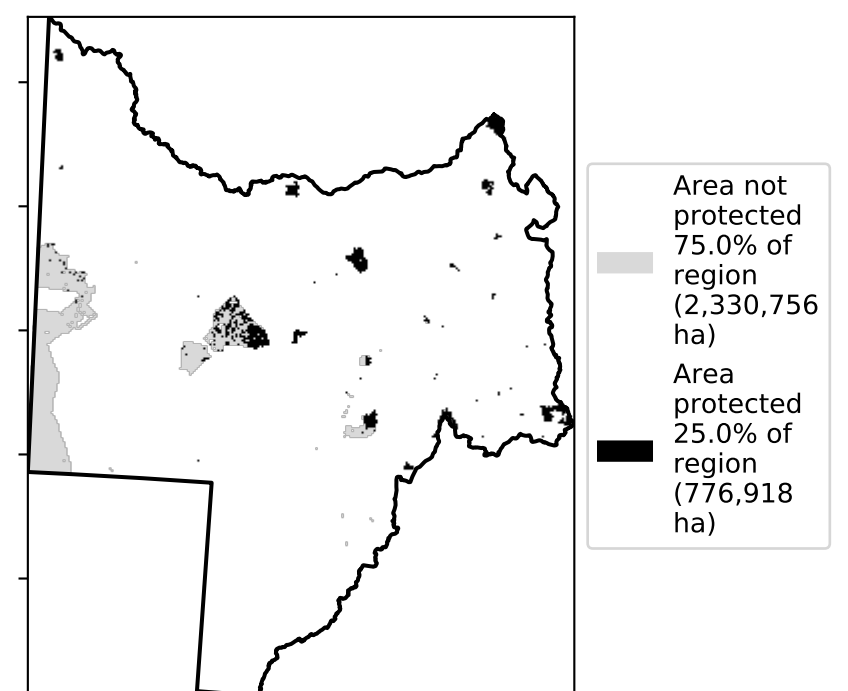 Area not
protected
75.0% of
region
(2,330,756
ha)
Area
protected
25.0% of
region
(776,918
ha)